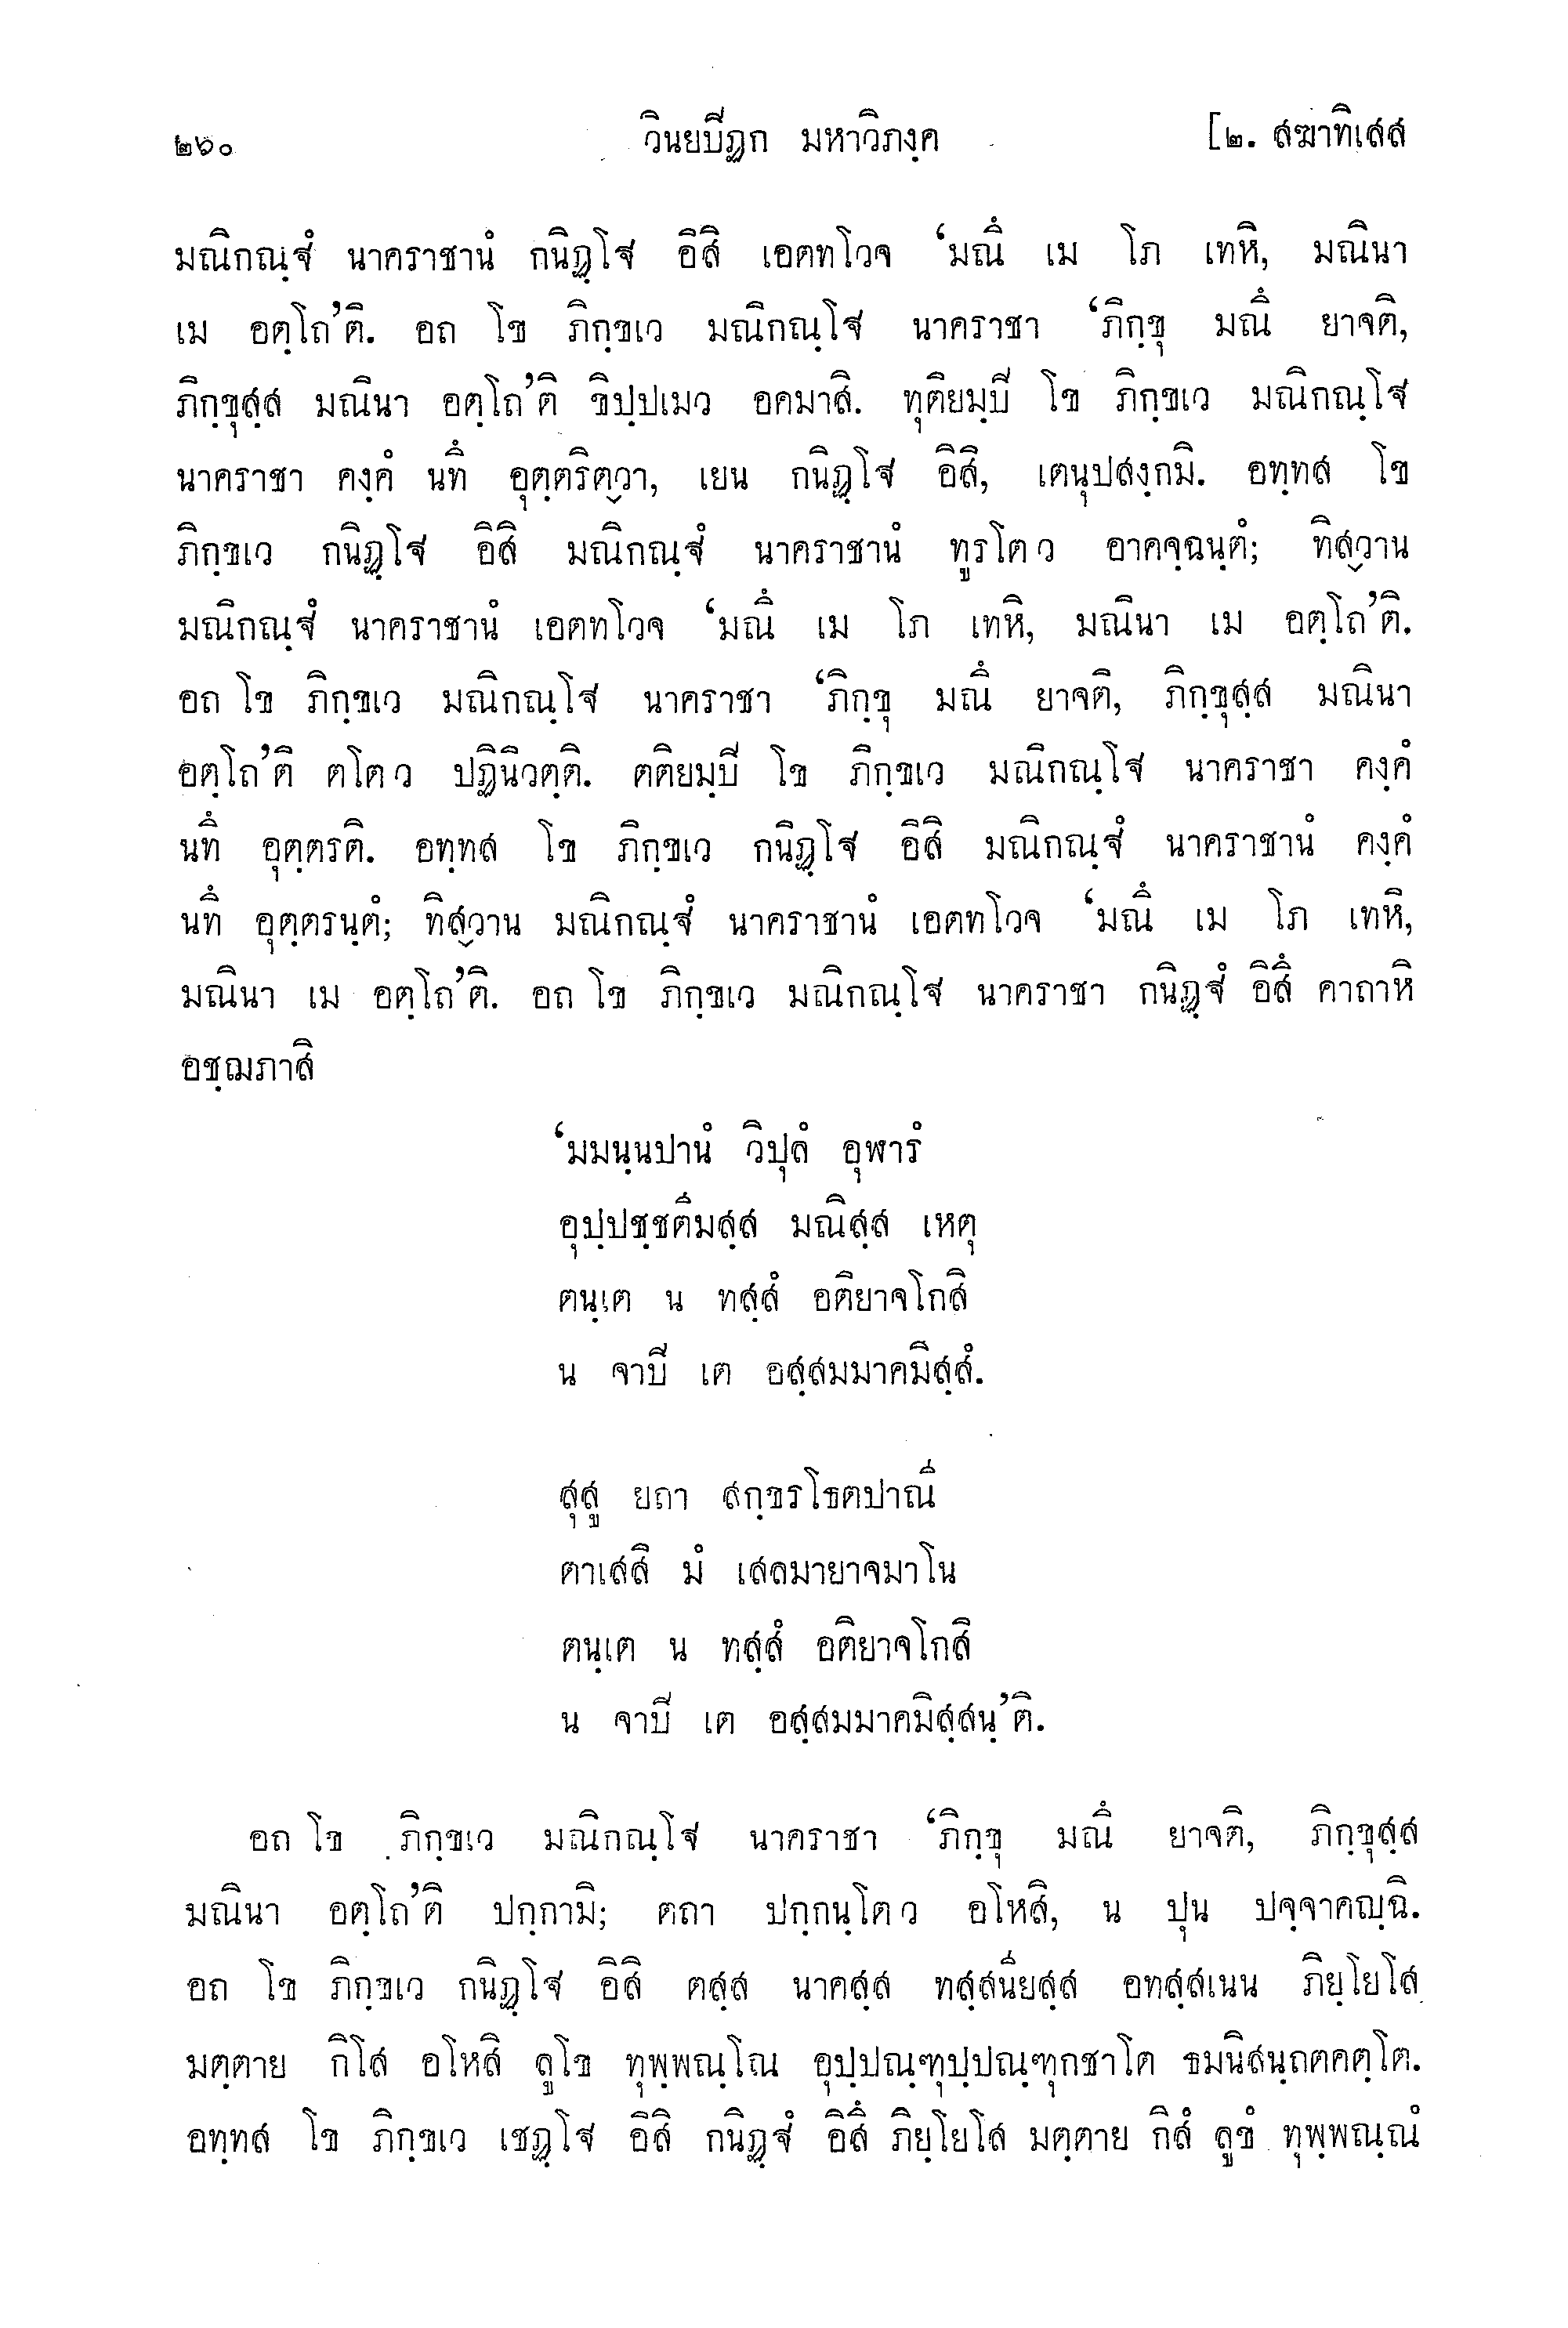 ๒๖๐ วินยปิฏก มหาวิภงฺค [๒. สฆาทิเสส
มณิกณฺฐํ นาคราชานํ กนิฏฺโฐ อิสิ เอตทโวจ ‘มณึ เม โภ เทหิ, มณินา
เม อตฺโถ’ติ. อถ โข ภิกฺขเว มณิกณฺโฐ นาคราชา ‘ภิกฺขุ มณึ ยาจติ,
ภิกฺขุสฺส มณินา อตฺโถ’ติ ขิปฺปเมว อคมาสิ. ทุติยมฺปิ โข ภิกฺขเว มณิกณฺโฐ
นาคราชา คงฺคํ นทึ อุตฺตริตฺวา, เยน กนิฏฺโฐ อิสิ, เตนุปสงฺกมิ. อทฺทส โข
ภิกฺขเว กนิฏฺโฐ อิสิ มณิกณฺฐํ นาคราชานํ ทูรโตว อาคจฺฉนฺตํ; ทิสฺวาน
มณิกณฺฐํ นาคราชานํ เอตทโวจ ‘มณึ เม โภ เทหิ, มณินา เม อตฺโถ’ติ.
อถ โข ภิกฺขเว มณิกณฺโฐ นาคราชา ‘ภิกฺขุ มณึ ยาจติ, ภิกฺขุสฺส มณินา
อตฺโถ’ติ ตโตว ปฏินิวตฺติ. ตติยมฺปิ โข ภิกฺขเว มณิกณฺโฐ นาคราชา คงฺคํ
นทึ อุตฺตรติ. อทฺทส โข ภิกฺขเว กนิฏฺโฐ อิสิ มณิกณฺฐํ นาคราชานํ คงฺคํ
นทึ อุตฺตรนฺตํ; ทิสฺวาน มณิกณฺฐํ นาคราชานํ เอตทโวจ ‘มณึ เม โภ เทหิ,
มณินา เม อตฺโถ’ติ. อถ โข ภิกฺขเว มณิกณฺโฐ นาคราชา กนิฏฺฐํ อิสึ คาถาหิ
อชฺฌภาสิ
‘มมนฺนปานํ วิปุลํ อุฬารํ
อุปฺปชฺชตีมสฺส มณิสฺส เหตุ
ตนฺเต น ทสฺสํ อติยาจโกสิ
น จาปิ เต อสฺสมมาคมิสฺสํ.
สุสู ยถา สกฺขรโธตปาณี
ตาเสสิ มํ เสลมายาจมาโน
ตนฺเต น ทสฺสํ อติยาจโกสิ
น จาปิ เต อสฺสมมาคมิสฺสนฺ’ติ.
อถ โข ภิกฺขเว มณิกณฺโฐ นาคราชา ‘ภิกฺขุ มณึ ยาจติ, ภิกฺขุสฺส
มณินา อตฺโถ’ติ ปกฺกามิ; ตถา ปกฺกนฺโตว อโหสิ, น ปุน ปจฺจาคญฺฉิ.
อถ โข ภิกฺขเว กนิฏฺโฐ อิสิ ตสฺส นาคสฺส ทสฺสนียสฺส อทสฺสเนน ภิยฺโยโส
มตฺตาย กิโส อโหสิ ลูโข ทุพฺพณฺโณ อุปฺปณฺฑุปฺปณฺฑุกชาโต ธมนิสนฺถตคตฺโต.
อทฺทส โข ภิกฺขเว เชฏฺโฐ อิสิ กนิฏฺฐํ อิสึ ภิยฺโยโส มตฺตาย กิสํ ลูขํ ทุพฺพณฺณํ